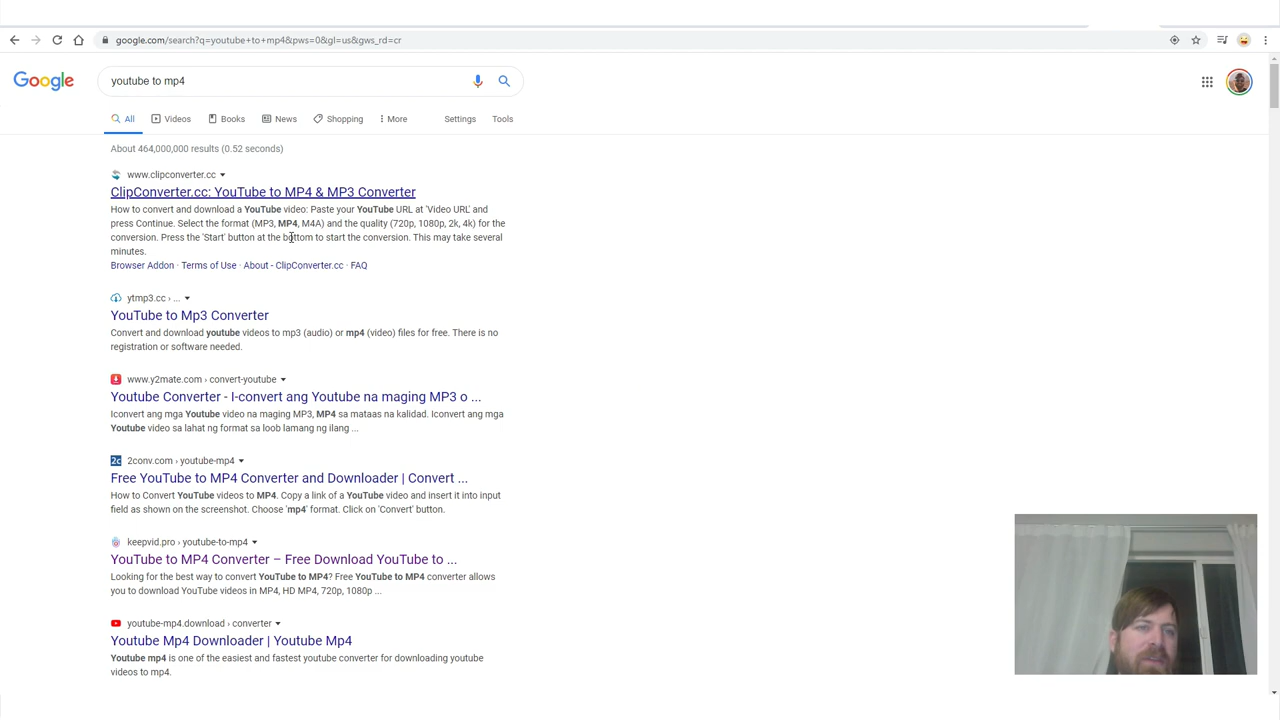 google.com/search?q=youtube+to+mp4&pws=0&gl=us&gws_rd=cr
Google
youtube to mp4
All
Videos
Books
News
Shopping
More
Settings
Tools
About 464,000,000 results (0.52 seconds)
www.clipconverter.cc
ClipConverter.cc: YouTube to MP4 & MP3 Converter
How to convert and download a YouTube video: Paste your YouTube URL at 'Video URL' and
press Continue. Select the format (MP3, MP4, M4A) and the quality (720p, 1080p, 2k, 4k) for the
conversion. Press the 'Start' button at the bottom to start the conversion. This may take several
minutes.
Browser Addon · Terms of Use · About - ClipConverter.cc · FAQ
ytmp3.cc › ...
YouTube to Mp3 Converter
Convert and download youtube videos to mp3 (audio) or mp4 (video) files for free. There is no
registration or software needed.
www.y2mate.com › convert-youtube
Youtube Converter - I-convert ang Youtube na maging MP3 o ...
Iconvert ang mga Youtube video na maging MP3, MP4 sa mataas na kalidad. Iconvert ang mga
Youtube video sa lahat ng format sa loob lamang ng ilang ...
2c
2conv.com › youtube-mp4
Free YouTube to MP4 Converter and Downloader | Convert ...
How to Convert YouTube videos to MP4. Copy a link of a YouTube video and insert it into input
field as shown on the screenshot. Choose 'mp4' format. Click on 'Convert' button.
keepvid.pro › youtube-to-mp4
YouTube to MP4 Converter – Free Download YouTube to ...
Looking for the best way to convert YouTube to MP4? Free YouTube to MP4 converter allows
you to download YouTube videos in MP4, HD MP4, 720p, 1080p ...
youtube-mp4.download › converter
Youtube Mp4 Downloader | Youtube Mp4
Youtube mp4 is one of the easiest and fastest youtube converter for downloading youtube
videos to mp4.